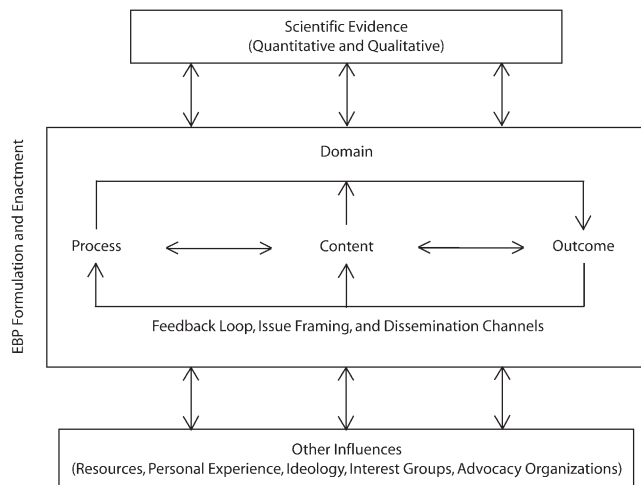 Scientific Evidence
(Quantitative and Qualitative)
EBP Formulation and Enactment
Domain
Process
Content
Outcome
Feedback Loop, Issue Framing, and Dissemination Channels
Other Influences
(Resources, Personal Experience, Ideology, Interest Groups, Advocacy Organizations)